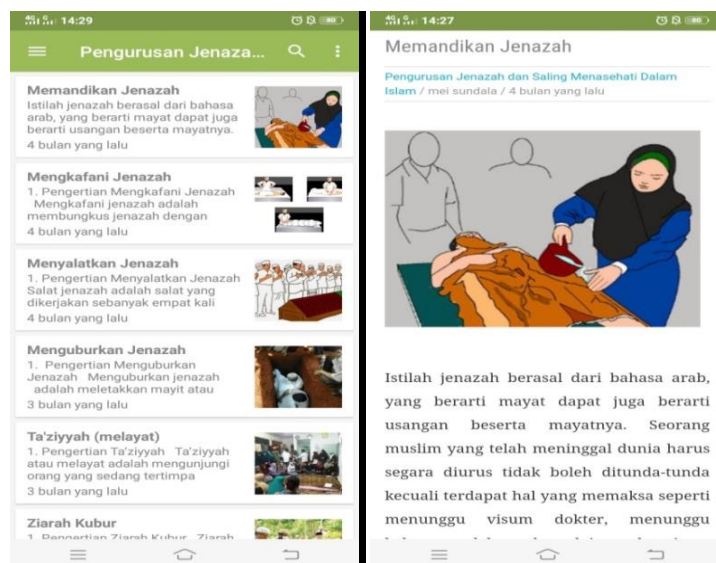 14:29
80
Pengurusan Jenaza...
Memandikan Jenazah
Istilah jenazah berasal dari bahasa
arab, yang berarti mayat dapat juga
berarti usangan beserta mayatnya.
4 bulan yang lalu
Mengkafani Jenazah
1. Pengertian Mengkafani Jenazah
Mengkafani jenazah adalah
membungkus jenazah dengan
4 bulan yang lalu
Menyalatkan Jenazah
1. Pengertian Menyalatkan Jenazah
Salat jenazah adalah salat yang
dikerjakan sebanyak empat kali
4 bulan yang lalu
Menguburkan Jenazah
1. Pengertian Menguburkan
Jenazah Menguburkan jenazah
adalah meletakkan mayit atau
3 bulan yang lalu
Ta'ziyyah (melayat)
1. Pengertian Ta'ziyyah Ta'ziyyah
atau melayat adalah mengunjungi
orang yang sedang tertimpa
3 bulan yang lalu
Ziarah Kubur
1. Pengertian Ziarah Kubur Ziarah
14:27
80
Memandikan Jenazah
Pengurusan Jenazah dan Saling Menasehati Dalam
Islam / mei sundala / 4 bulan yang lalu
Istilah jenazah berasal dari bahasa arab,
yang berarti mayat dapat juga berarti
usangan beserta mayatnya. Seorang
muslim yang telah meninggal dunia harus
segera diurus tidak boleh ditunda-tunda
kecuali terdapat hal yang memaksa seperti
menunggu visum dokter, menunggu